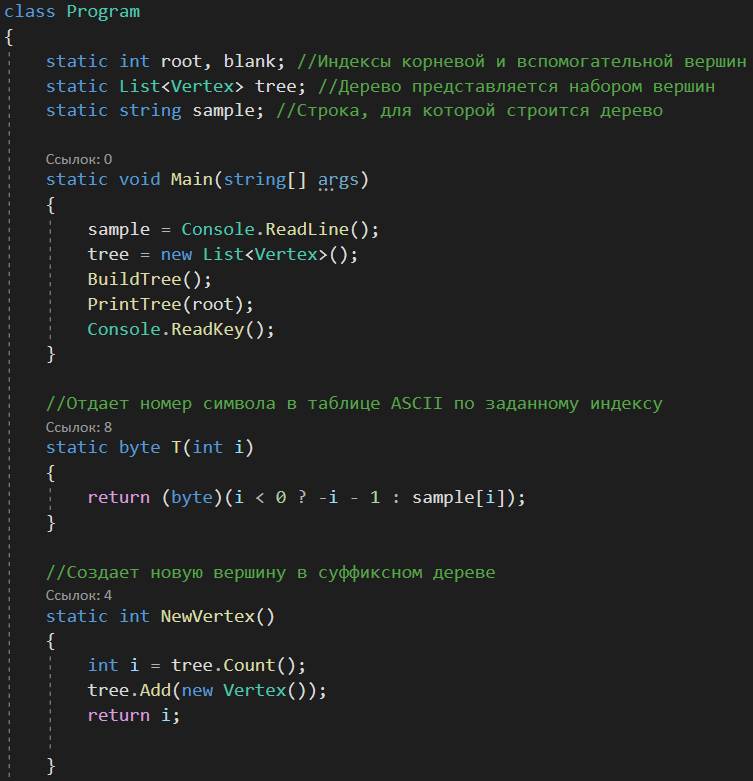 class Program
{
static int root, blank; //Индексы корневой и вспомогательной вершин
static List<Vertex> tree; //Дерево представляется набором вершин
static string sample; //Строка, для которой строится дерево
Ссылок: 0
static void Main(string[] args)
{
sample = Console.ReadLine();
tree = new List<Vertex>();
BuildTree();
PrintTree(root);
Console.ReadKey();
}
//Отдает номер символа в таблице ASCII по заданному индексу
Ссылок: 8
static byte T(int i)
{
return (byte)(i < 0 ? -i - 1 : sample[i]);
}
//Создает новую вершину в суффиксном дереве
Ссылок: 4
static int NewVertex()
{
int i = tree.Count();
tree.Add(new Vertex());
return i;
}